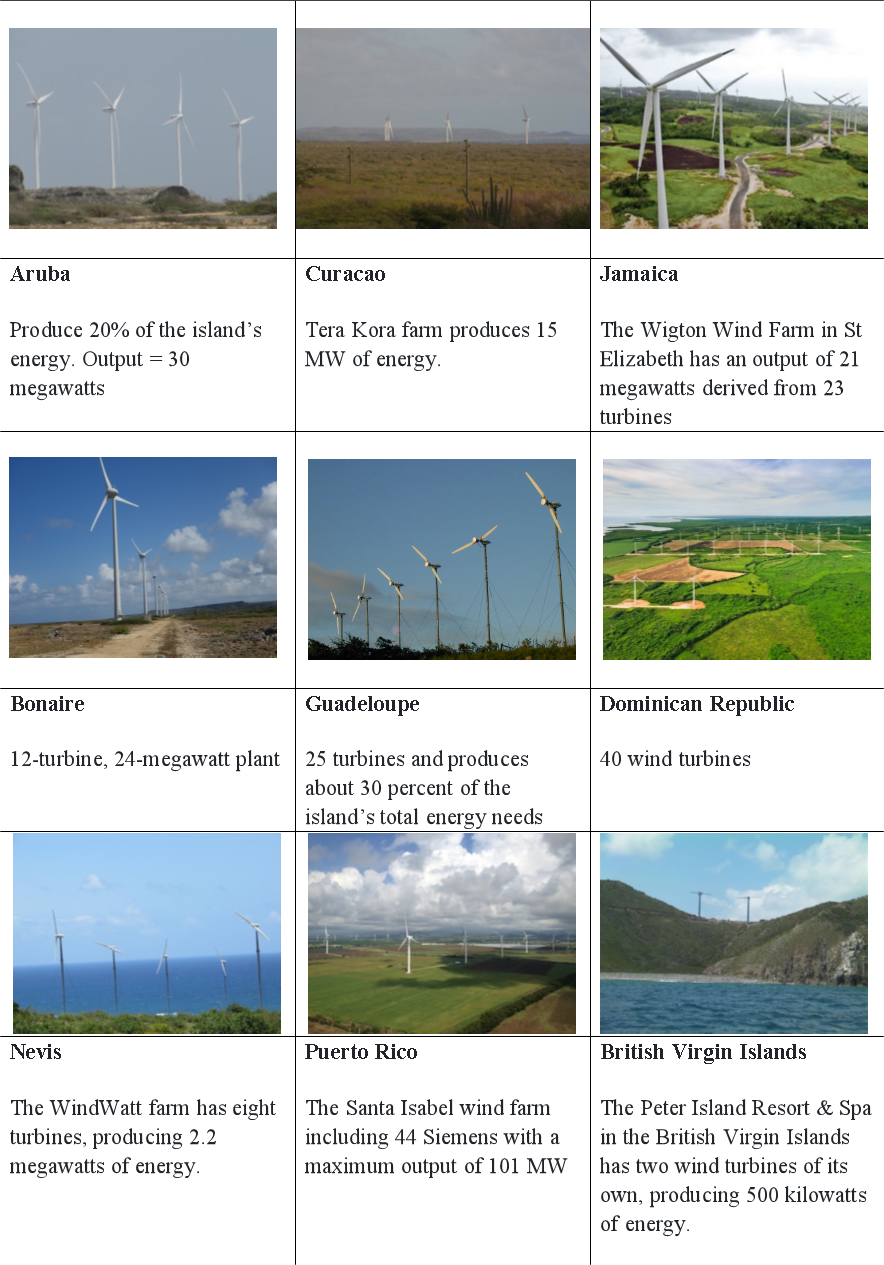 Aruba
Produce 20% of the island’s
energy. Output = 30
megawatts
Curacao
Tera Kora farm produces 15
MW of energy.
Jamaica
The Wigton Wind Farm in St
Elizabeth has an output of 21
megawatts derived from 23
turbines
Bonaire
12-turbine, 24-megawatt plant
Guadeloupe
25 turbines and produces
about 30 percent of the
island’s total energy needs
Dominican Republic
40 wind turbines
Nevis
The WindWatt farm has eight
turbines, producing 2.2
megawatts of energy.
Puerto Rico
The Santa Isabel wind farm
including 44 Siemens with a
maximum output of 101 MW
British Virgin Islands
The Peter Island Resort & Spa
in the British Virgin Islands
has two wind turbines of its
own, producing 500 kilowatts
of energy.